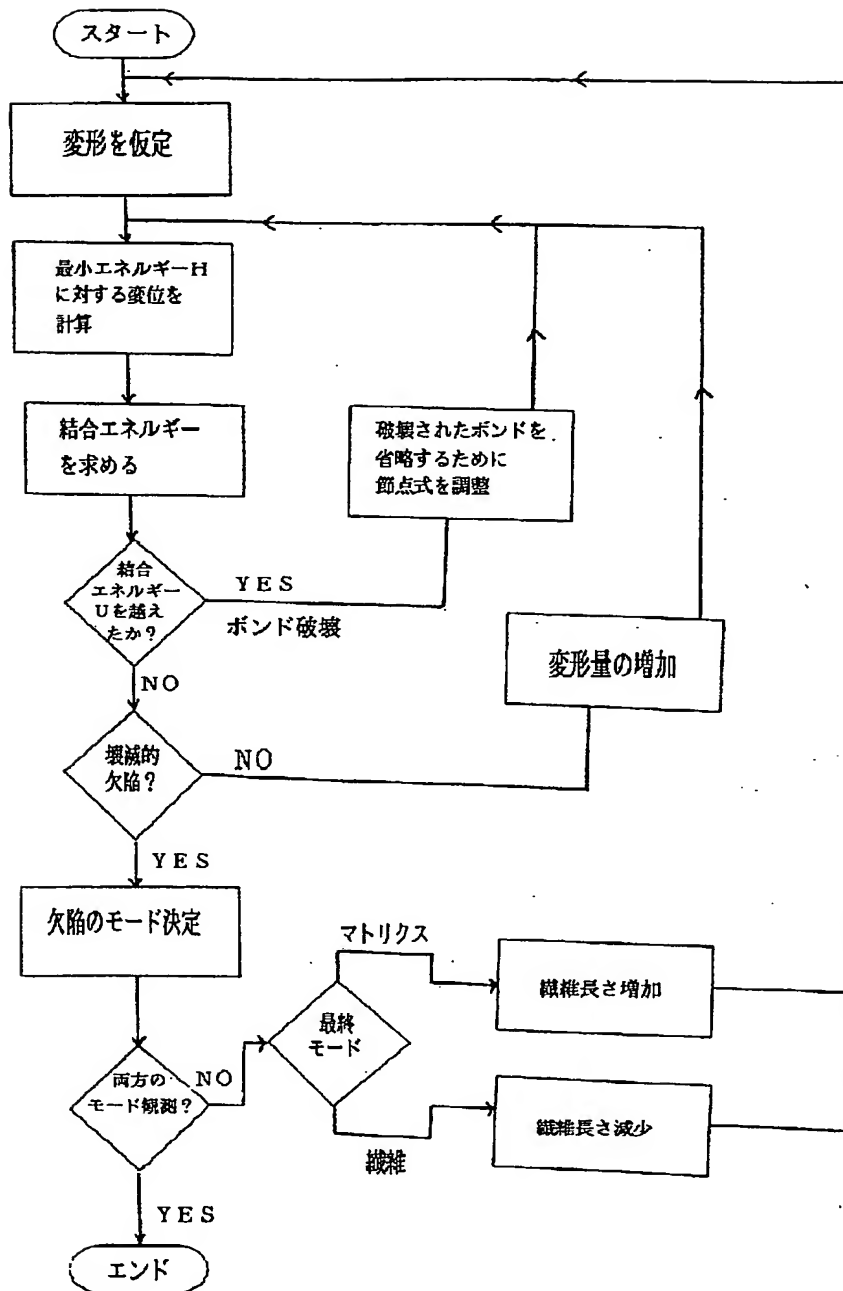 スタート
変形を仮定
最小エネルギーH
に対する変位を
計算
結合エネルギー
を求める
破壊されたボンドを
省略するために
節点式を調整
結合
エネルギー
Uを越え
たか?
YES
ボンド破壊
NO
変形量の増加
壊滅的
欠陥?
NO
YES
欠陥のモード決定
マトリクス
繊維長さ増加
最終
モード
両方の
モード観測?
NO
繊維長さ減少
繊維
YES
エンド